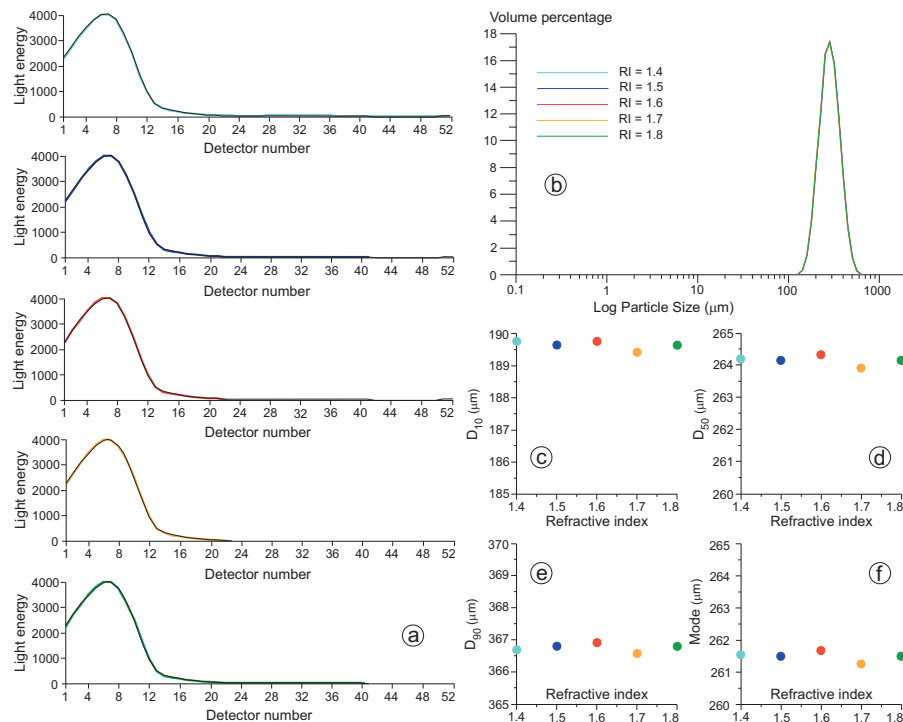 Light energy
4000
3000
2000
1000
0
1 4 8 12 16 20 24 28 32 36 40 44 48 52
Detector number
Light energy
4000
3000
2000
1000
0
1 4 8 12 16 20 24 28 32 36 40 44 48 52
Detector number
Light energy
4000
3000
2000
1000
0
1 4 8 12 16 20 24 28 32 36 40 44 48 52
Detector number
Light energy
4000
3000
2000
1000
0
1 4 8 12 16 20 24 28 32 36 40 44 48 52
Detector number
Light energy
4000
3000
2000
1000
0
1 4 8 12 16 20 24 28 32 36 40 44 48 52
Detector number
a
Volume percentage
18
16
14
12
10
8
6
4
2
0
RI = 1.4
RI = 1.5
RI = 1.6
RI = 1.7
RI = 1.8
b
0.1 1 10 100 1000
Log Particle Size (μm)
D10 (μm)
190
189
188
187
186
185
c
1.4 1.5 1.6 1.7 1.8
Refractive index
D50 (μm)
265
264
263
262
261
260
d
1.4 1.5 1.6 1.7 1.8
Refractive index
D90 (μm)
370
369
368
367
366
365
e
Refractive index
1.4 1.5 1.6 1.7 1.8
Mode (μm)
265
264
263
262
261
260
f
Refractive index
1.4 1.5 1.6 1.7 1.8